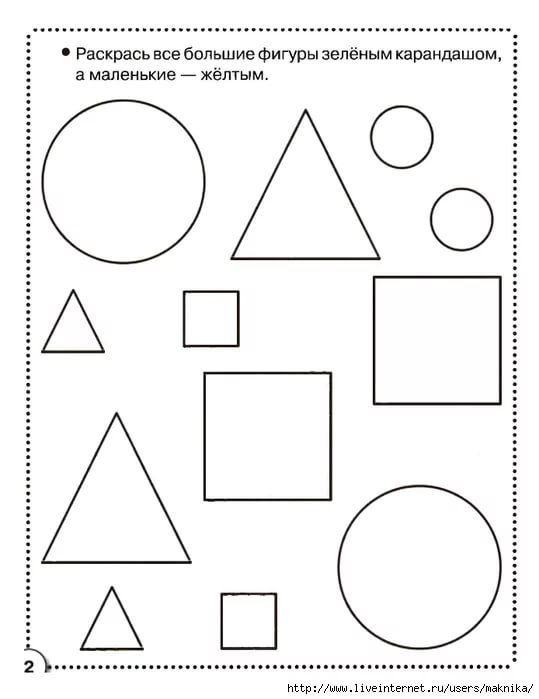 • Раскрась все большие фигуры зелёным карандашом,
а маленькие — жёлтым.
2
http://www.liveinternet.ru/users/maknika/